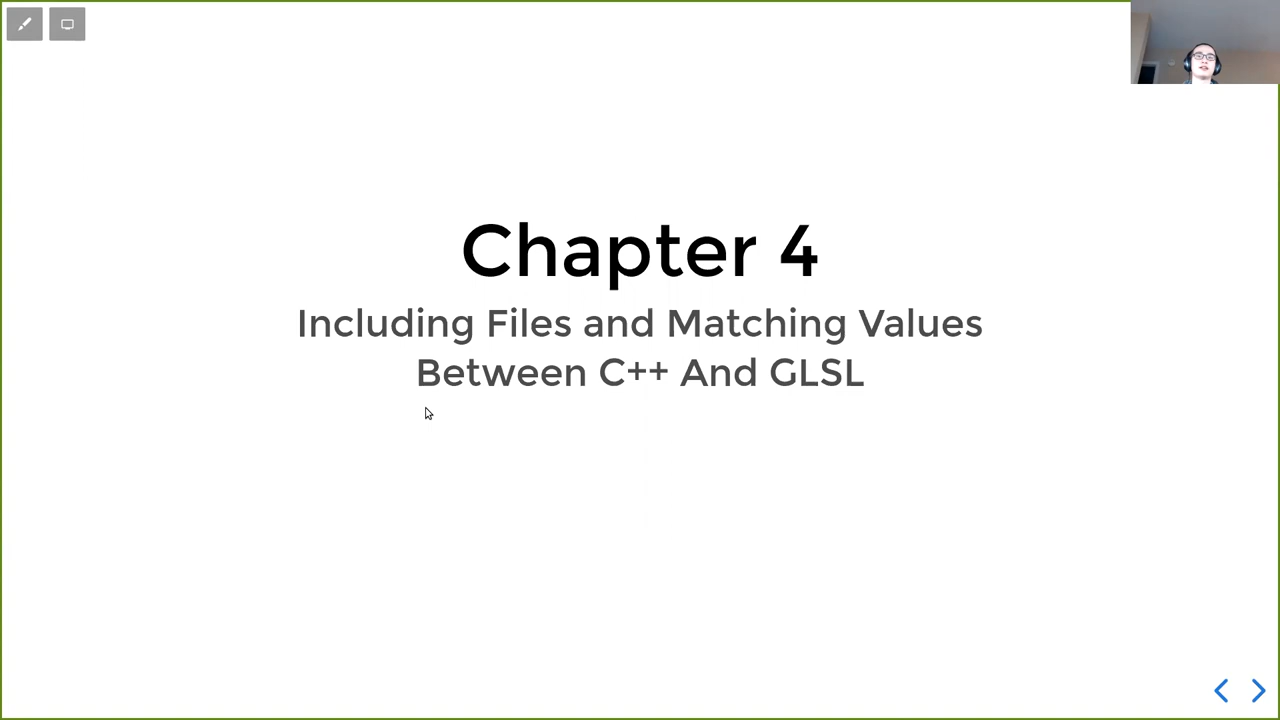 Chapter 4
Including Files and Matching Values
Between C++ And GLSL